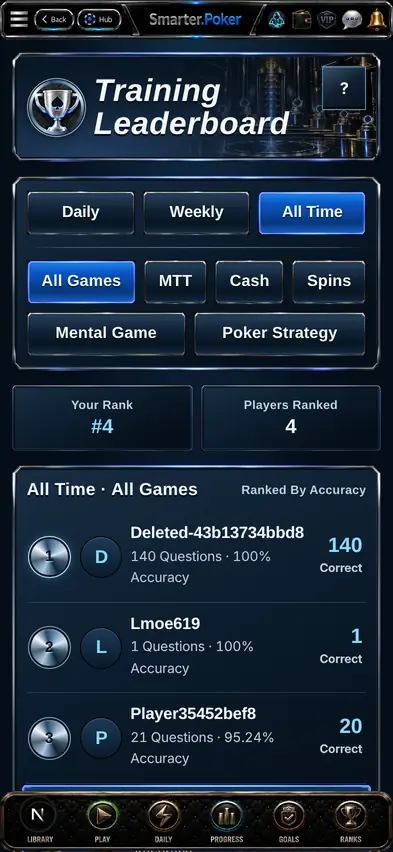 Back
Hub
Smarter.Poker
VIP
Training
Leaderboard
?
Daily
Weekly
All Time
All Games
MTT
Cash
Spins
Mental Game
Poker Strategy
Your Rank
#4
Players Ranked
4
All Time · All Games
Ranked By Accuracy
1
D
Deleted-43b13734bbd8
140 Questions · 100%
Accuracy
140
Correct
2
L
Lmoe619
1 Questions · 100%
Accuracy
1
Correct
3
P
Player35452bef8
21 Questions · 95.24%
Accuracy
20
Correct
N
LIBRARY
PLAY
DAILY
PROGRESS
GOALS
RANKS